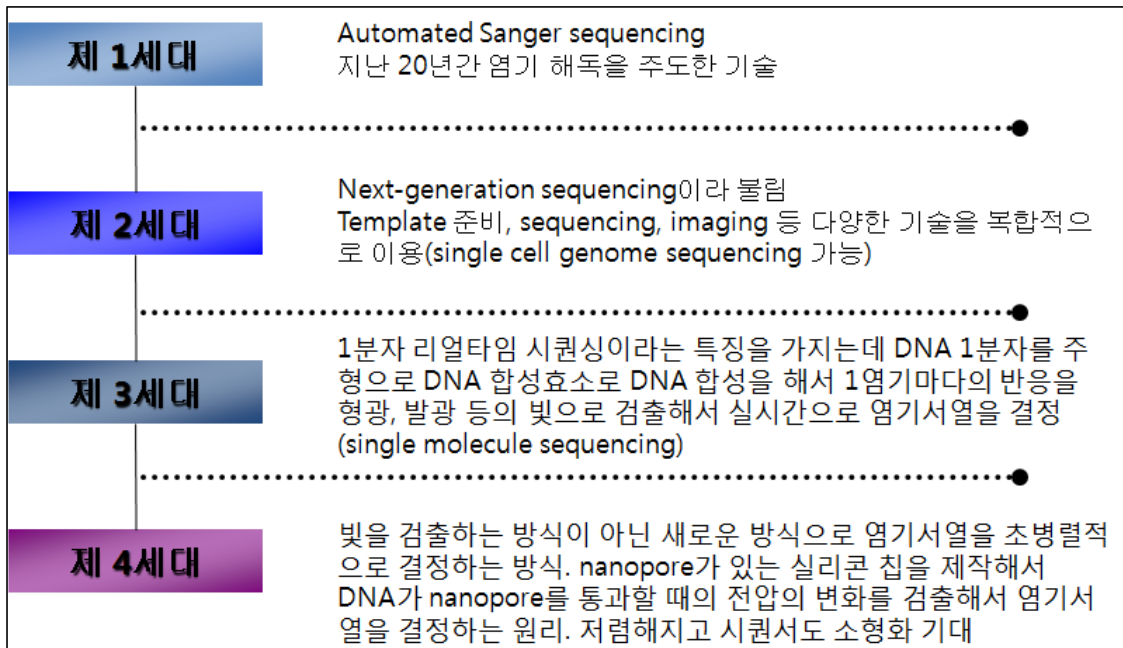 제 1세대
Automated Sanger sequencing
지난 20년간 염기 해독을 주도한 기술
제 2세대
Next-generation sequencing이라 불림
Template 준비, sequencing, imaging 등 다양한 기술을 복합적으
로 이용(single cell genome sequencing 가능)
제 3세대
1분자 리얼타임 시퀀싱이라는 특징을 가지는데 DNA 1분자를 주
형으로 DNA 합성효소로 DNA 합성을 해서 1염기마다의 반응을
형광, 발광 등의 빛으로 검출해서 실시간으로 염기서열을 결정
(single molecule sequencing)
제 4세대
빛을 검출하는 방식이 아닌 새로운 방식으로 염기서열을 초병렬적
으로 결정하는 방식. nanopore가 있는 실리콘 칩을 제작해서
DNA가 nanopore를 통과할 때의 전압의 변화를 검출해서 염기서
열을 결정하는 원리. 저렴해지고 시퀀서도 소형화 기대